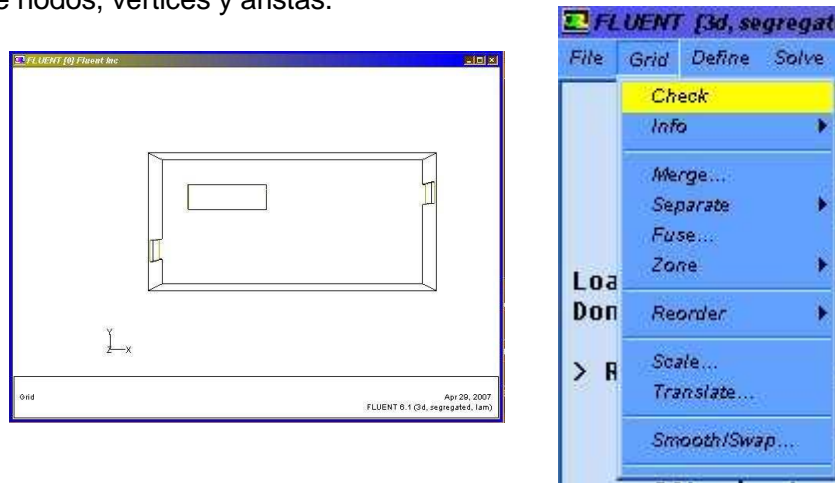 nodos, vértices y aristas.
FLUENT [0] Fluent Inc
Y
Z X
Grid
Apr 29, 2007
FLUENT 6.1 (3d, segregated, lam)
FLUENT [3d, segregat
File Grid Define Solve
Check
Info
Merge...
Separate
Fuse...
Zone
Loa
Don
Reorder
> R
Scale...
Translate...
Smooth/Swap...